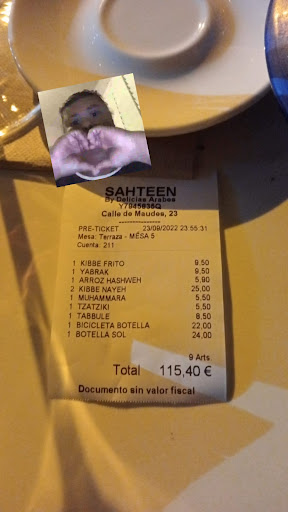 SAHTEEN
By Delicias Arabes
Y7945638Q
Calle de Maudes, 23
PRE-TICKET 23/09/2022 23:55:31
Mesa: Terraza - MESA 5
Cuenta: 211
1 KIBBE FRITO 9,50
1 YABRAK 9,50
1 ARROZ HASHWEH 5,90
2 KIBBE NAYEH 25,00
1 MUHAMMARA 5,50
1 TZATZIKI 5,50
1 TABBULE 8,50
1 BICICLETA BOTELLA 22,00
1 BOTELLA SOL 24,00
9 Arts.
Total 115,40 €
Documento sin valor fiscal